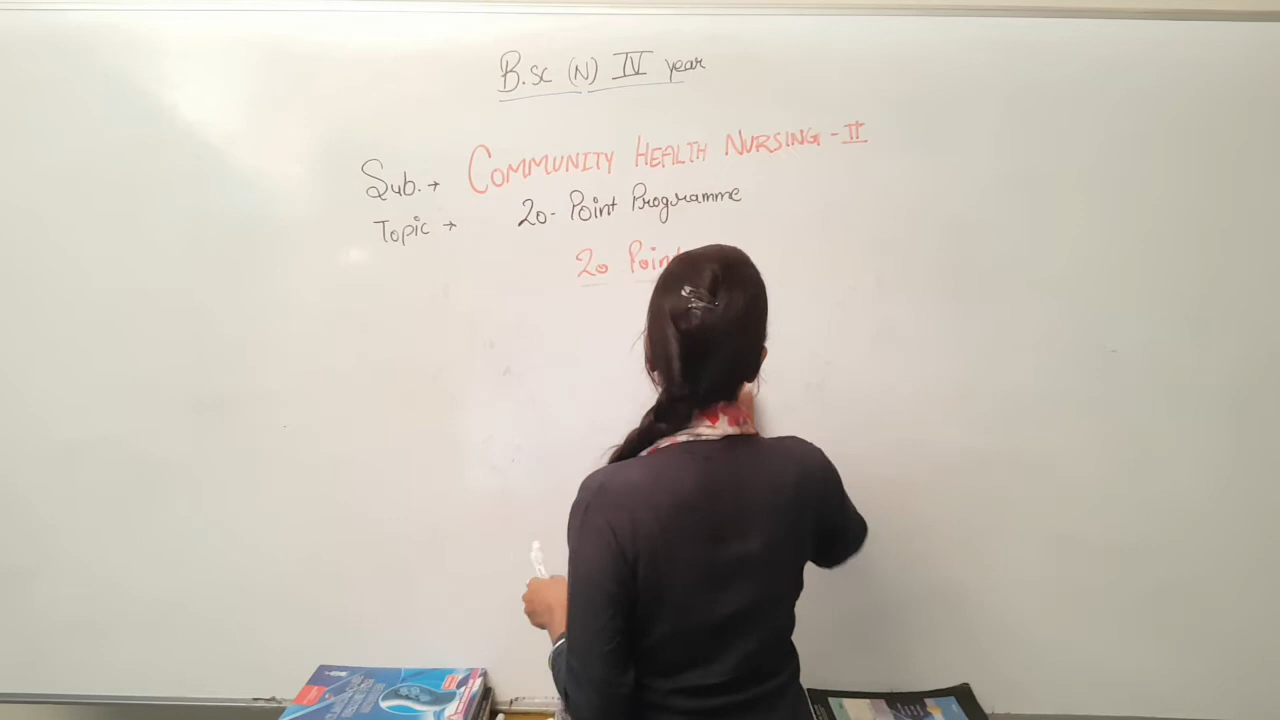 B.sc (N) IV year
Sub. → COMMUNITY HEALTH NURSING - II
Topic → 20- Point Programme
20 Point